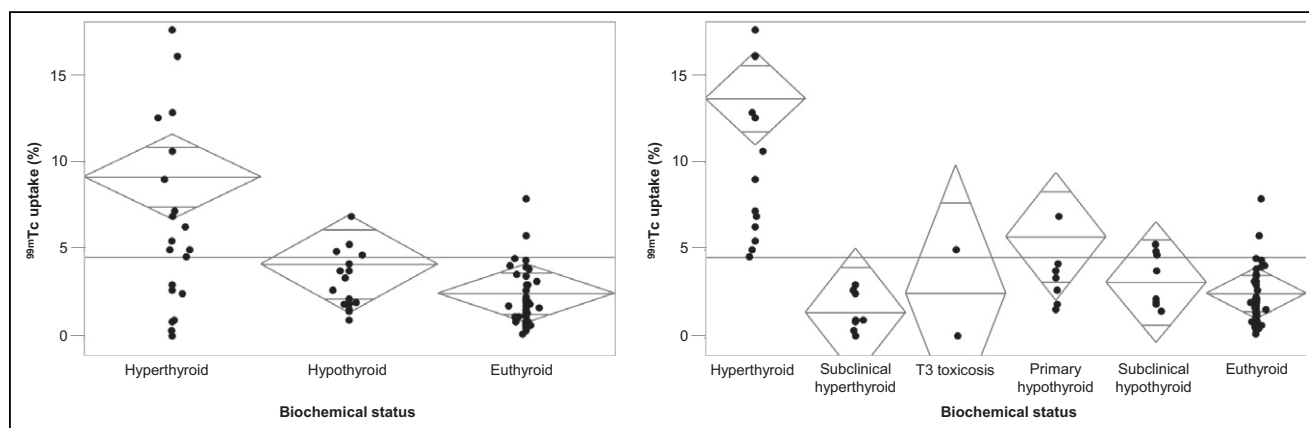 ⁹⁹ᵐTc uptake (%)
15
10
5
0
Hyperthyroid
Hypothyroid
Euthyroid
Biochemical status
⁹⁹ᵐTc uptake (%)
15
10
5
0
Hyperthyroid
Subclinical
hyperthyroid
T3 toxicosis
Primary
hypothyroid
Subclinical
hypothyroid
Euthyroid
Biochemical status